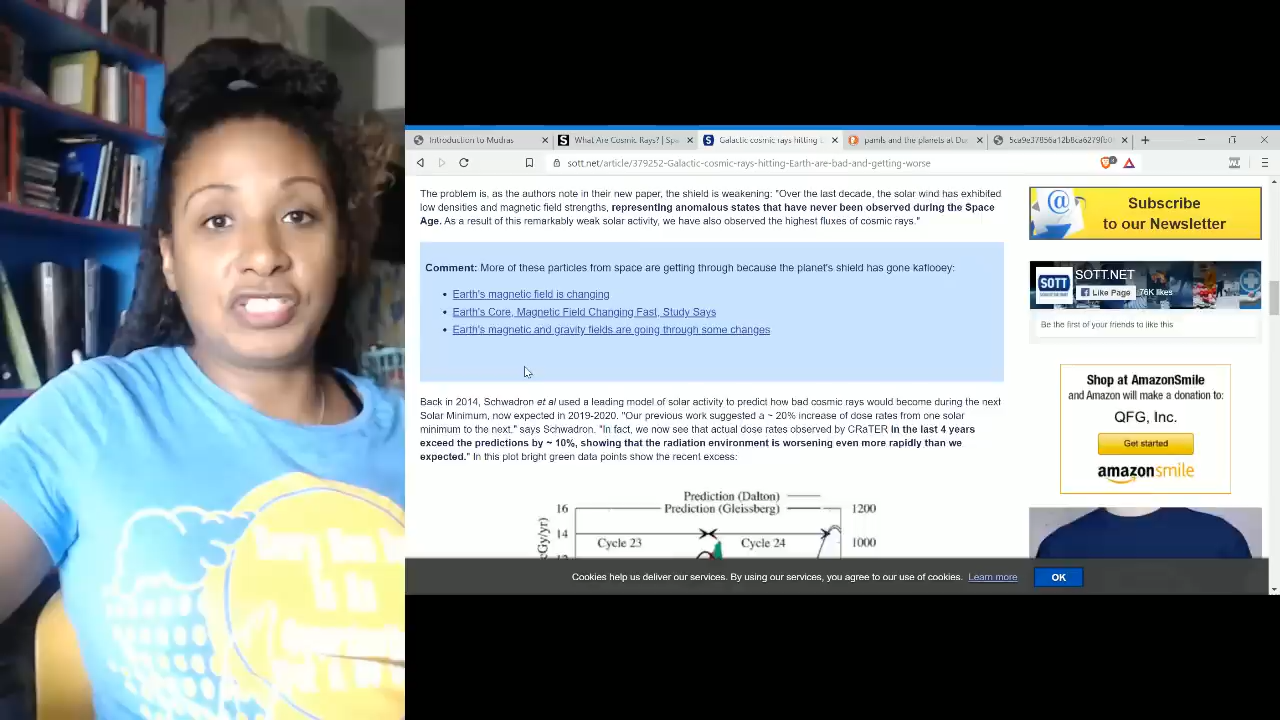 Introduction to Mudras
What Are Cosmic Rays? | Spa
Galactic cosmic rays hitting E
pamls and the planets at Du
5ca9e37856a12b8ca6279fb0
sott.net/article/379252-Galactic-cosmic-rays-hitting-Earth-are-bad-and-getting-worse
The problem is, as the authors note in their new paper, the shield is weakening: "Over the last decade, the solar wind has exhibited
low densities and magnetic field strengths, representing anomalous states that have never been observed during the Space
Age. As a result of this remarkably weak solar activity, we have also observed the highest fluxes of cosmic rays."
Comment: More of these particles from space are getting through because the planet's shield has gone kaflooey:
• Earth's magnetic field is changing
• Earth's Core, Magnetic Field Changing Fast, Study Says
• Earth's magnetic and gravity fields are going through some changes
Back in 2014, Schwadron et al used a leading model of solar activity to predict how bad cosmic rays would become during the next
Solar Minimum, now expected in 2019-2020. "Our previous work suggested a ~ 20% increase of dose rates from one solar
minimum to the next," says Schwadron. "In fact, we now see that actual dose rates observed by CRaTER in the last 4 years
exceed the predictions by ~ 10%, showing that the radiation environment is worsening even more rapidly than we
expected." In this plot bright green data points show the recent excess:
Prediction (Dalton)
16 Prediction (Gleissberg) 1200
14 Cycle 23 Cycle 24 1000
cGy/yr)
Subscribe
to our Newsletter
SOTT
SOTT.NET
Like Page 76K likes
Be the first of your friends to like this
Shop at AmazonSmile
and Amazon will make a donation to:
QFG, Inc.
Get started
amazonsmile
Cookies help us deliver our services. By using our services, you agree to our use of cookies. Learn more OK